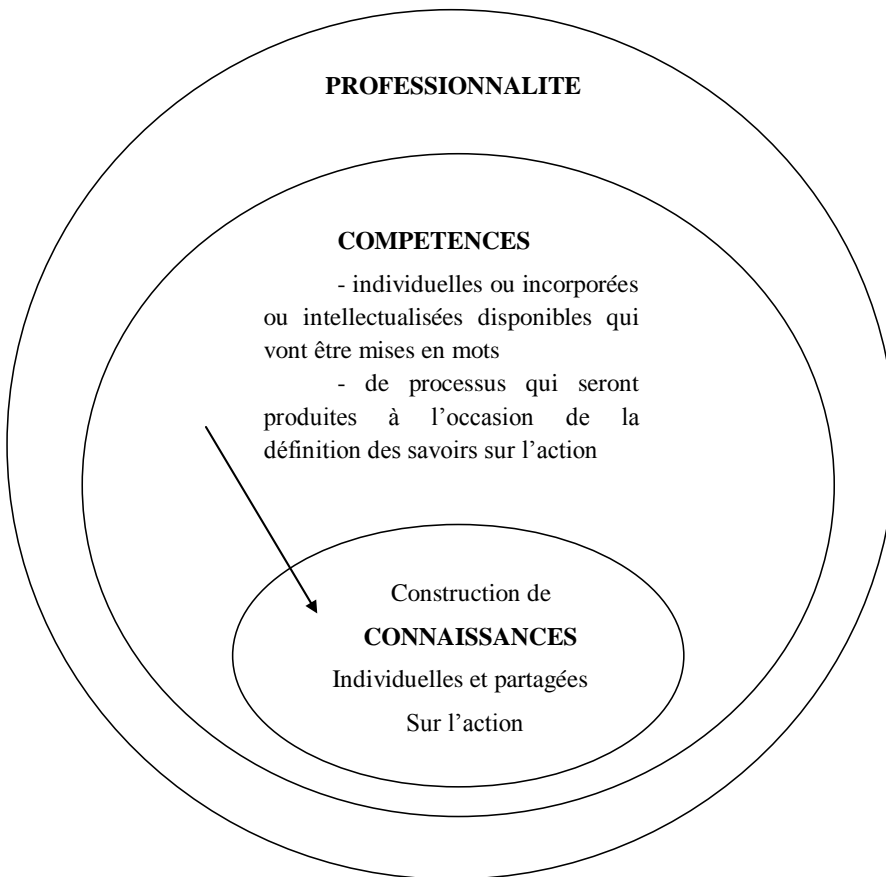 PROFESSIONNALITE
COMPETENCES
- individuelles ou incorporées
ou intellectualisées disponibles qui
vont être mises en mots
- de processus qui seront
produites à l’occasion de la
définition des savoirs sur l’action
Construction de
CONNAISSANCES
Individuelles et partagées
Sur l’action